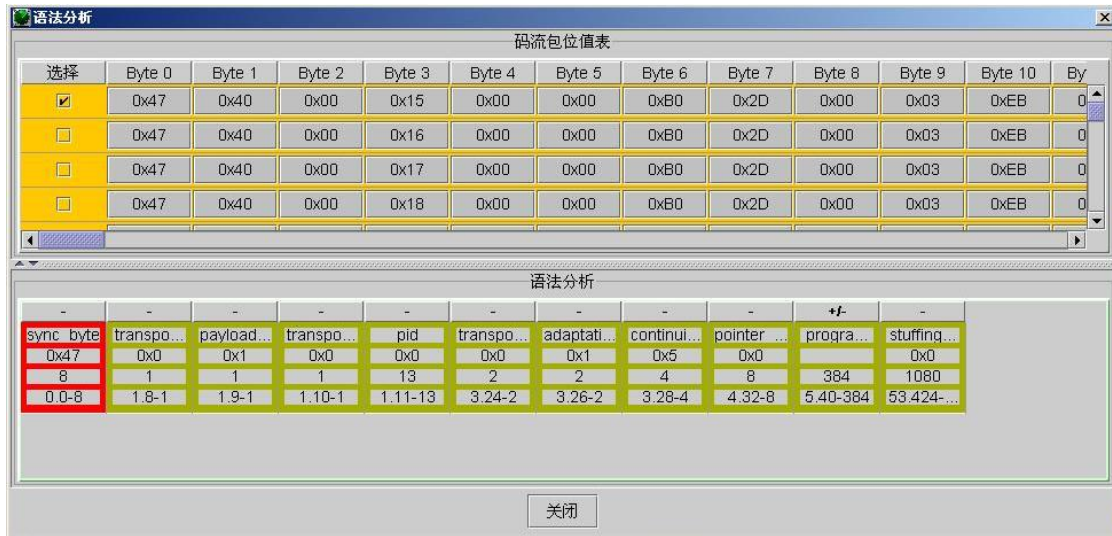 语法分析
码流包位值表
选择 Byte 0 Byte 1 Byte 2 Byte 3 Byte 4 Byte 5 Byte 6 Byte 7 Byte 8 Byte 9 Byte 10 By
0x47 0x40 0x00 0x15 0x00 0x00 0xB0 0x2D 0x00 0x03 0xEB 0
0x47 0x40 0x00 0x16 0x00 0x00 0xB0 0x2D 0x00 0x03 0xEB 0
0x47 0x40 0x00 0x17 0x00 0x00 0xB0 0x2D 0x00 0x03 0xEB 0
0x47 0x40 0x00 0x18 0x00 0x00 0xB0 0x2D 0x00 0x03 0xEB 0
语法分析
- - - - - - - - - +/- -
sync_byte transpo... payload... transpo... pid transpo... adaptati... continui... pointer_... progra... stuffing...
0x47 0x0 0x1 0x0 0x0 0x0 0x1 0x5 0x0 0x0
8 1 1 1 13 2 2 4 8 384 1080
0.0-8 1.8-1 1.9-1 1.10-1 1.11-13 3.24-2 3.26-2 3.28-4 4.32-8 5.40-384 53.424-...
关闭